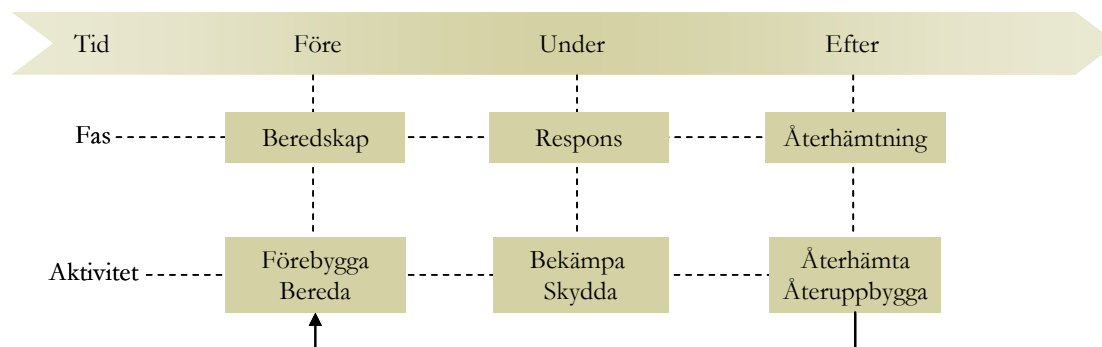 Tid Före Under Efter
Fas Beredskap Respons Återhämtning
Aktivitet Förebygga Bekämpa Återhämta
Bereda Skydda Återuppbygga